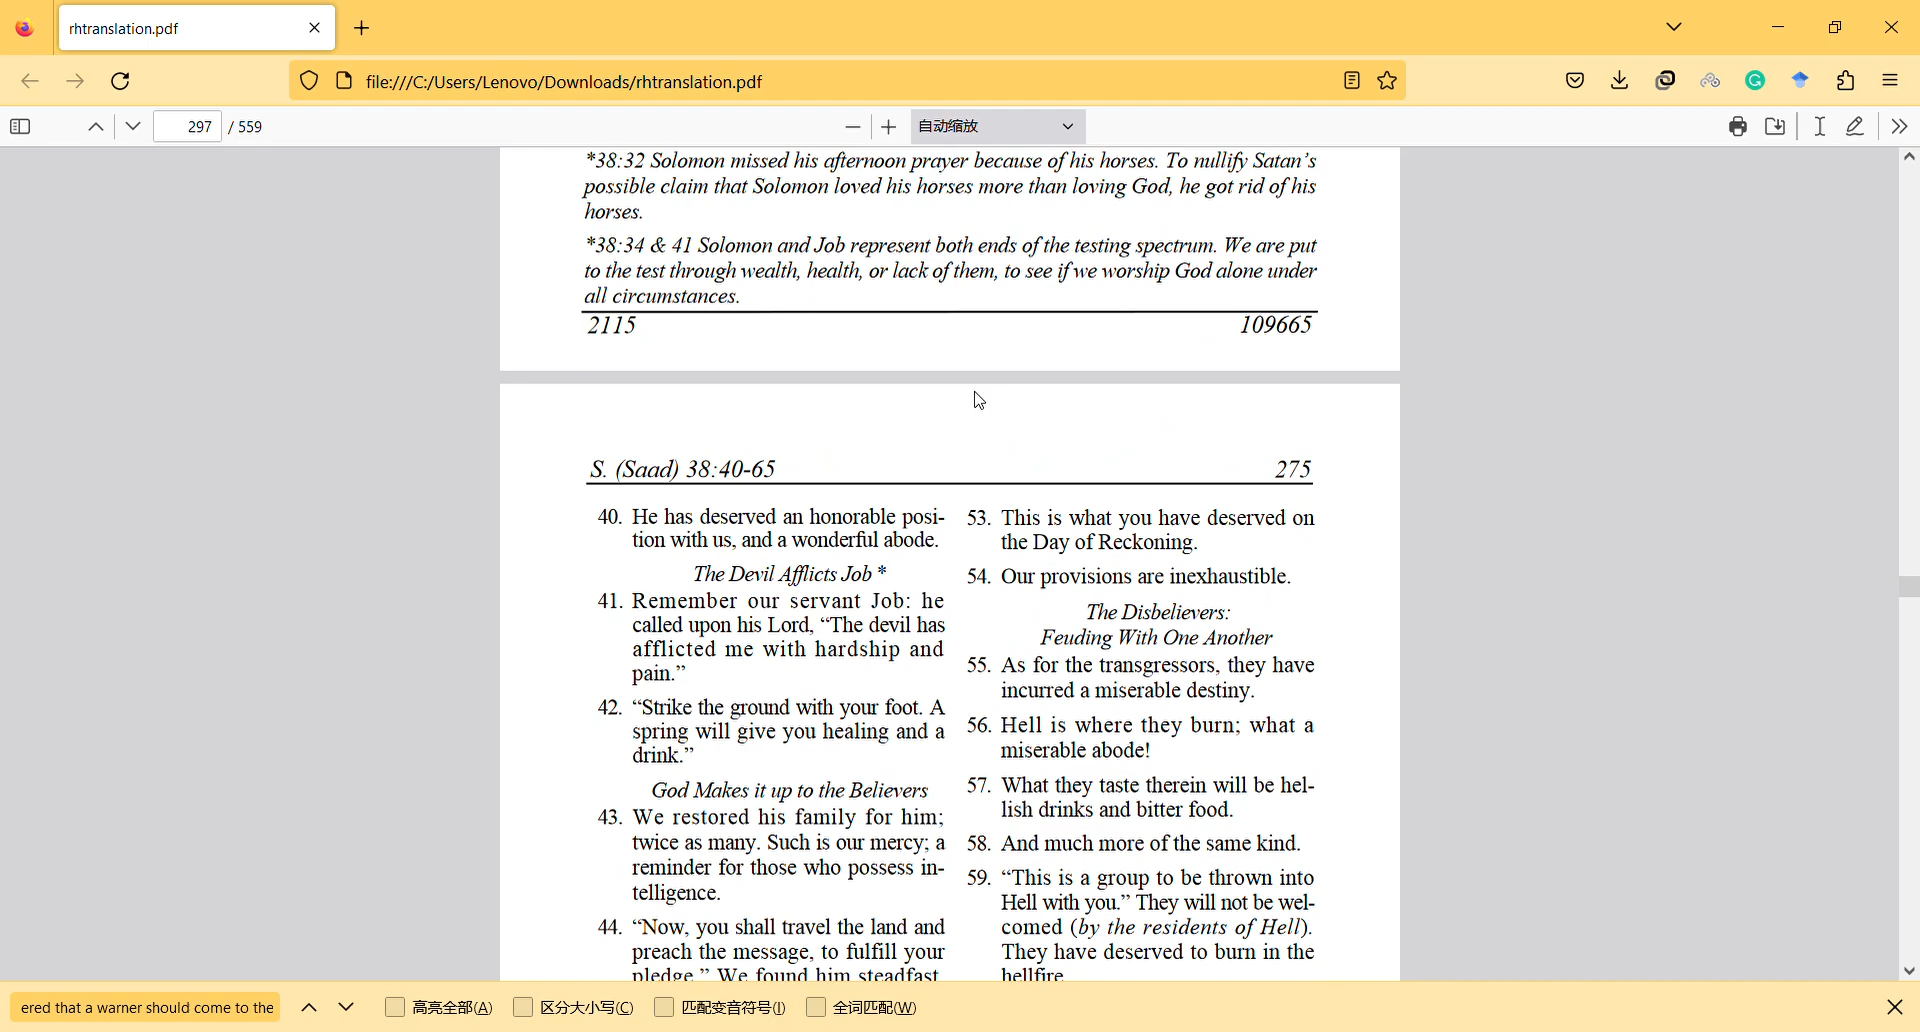 rhtranslation.pdf
file:///C:/Users/Lenovo/Downloads/rhtranslation.pdf
297 / 559
自动缩放
*38:32 Solomon missed his afternoon prayer because of his horses. To nullify Satan's
possible claim that Solomon loved his horses more than loving God, he got rid of his
horses.
*38:34 & 41 Solomon and Job represent both ends of the testing spectrum. We are put
to the test through wealth, health, or lack of them, to see if we worship God alone under
all circumstances.
2115 109665
S. (Saad) 38:40-65 275
40. He has deserved an honorable posi-
tion with us, and a wonderful abode.
The Devil Afflicts Job *
41. Remember our servant Job: he
called upon his Lord, “The devil has
afflicted me with hardship and
pain.”
42. “Strike the ground with your foot. A
spring will give you healing and a
drink.”
God Makes it up to the Believers
43. We restored his family for him;
twice as many. Such is our mercy; a
reminder for those who possess in-
telligence.
44. “Now, you shall travel the land and
preach the message, to fulfill your
pledge.” We found him steadfast.
53. This is what you have deserved on
the Day of Reckoning.
54. Our provisions are inexhaustible.
The Disbelievers:
Feuding With One Another
55. As for the transgressors, they have
incurred a miserable destiny.
56. Hell is where they burn; what a
miserable abode!
57. What they taste therein will be hel-
lish drinks and bitter food.
58. And much more of the same kind.
59. “This is a group to be thrown into
Hell with you.” They will not be wel-
comed (by the residents of Hell).
They have deserved to burn in the
hellfire.
ered that a warner should come to the
高亮全部(A)
区分大小写(C)
匹配变音符号(I)
全词匹配(W)